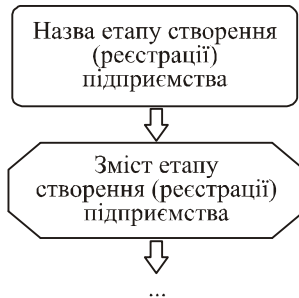 Назва етапу створення
(реєстрації)
підприємства
Зміст етапу
створення (реєстрації)
підприємства
...